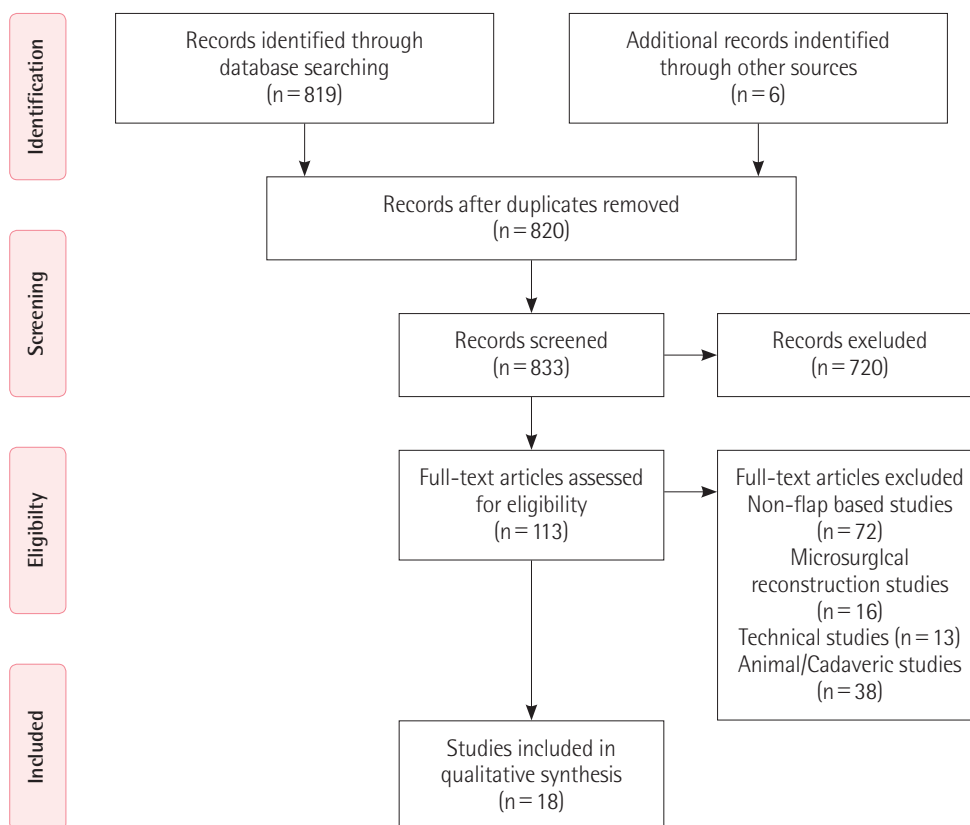 Identification
Records identified through
database searching
(n=819)
Additional records indentified
through other sources
(n=6)
Records after duplicates removed
(n=820)
Screening
Records screened
(n=833)
Records exeluded
(n=720)
Eligibilty
Full-text articles assessed
for eligibility
(n=113)
Full-text articles excluded
Non-flap based studies
(n=72)
Microsurgical
reconstruction studies
(n=16)
Technical studies (n=13)
Animal/Cadaveric studies
(n=38)
Included
Studies included in
qualitative synthesis
(n=18)